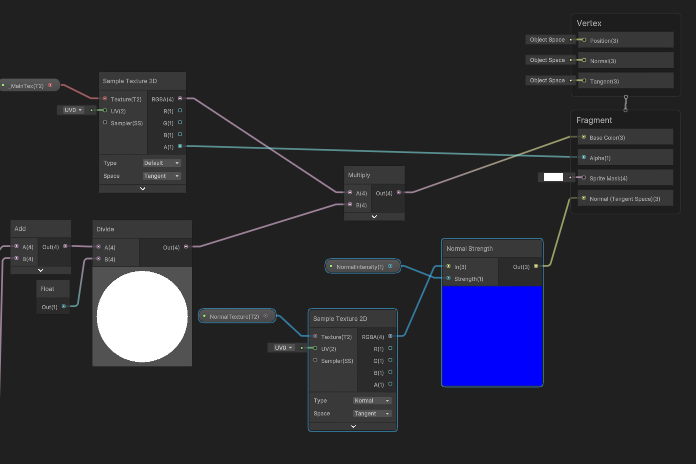 Vertex
Object Space
Position(3)
Object Space
Normal(3)
Object Space
Tangent(3)
Fragment
Base Color(3)
Alpha(1)
Sprite Mask(4)
Normal (Tangent Space)(3)
_MainTex(T2)
Sample Texture 2D
Texture(T2)
RGBA(4)
UV0
UV(2)
R(1)
Sampler(SS)
G(1)
B(1)
A(1)
Type
Default
Space
Tangent
Multiply
A(4)
Out(4)
B(4)
Add
A(4)
Out(4)
B(4)
Divide
A(4)
Out(4)
B(4)
Float
Out(1)
NormalIntensity(1)
Normal Strength
In(3)
Out(3)
Strength(1)
NormalTexture(T2)
Sample Texture 2D
Texture(T2)
RGBA(4)
UV0
UV(2)
R(1)
Sampler(SS)
G(1)
B(1)
A(1)
Type
Normal
Space
Tangent